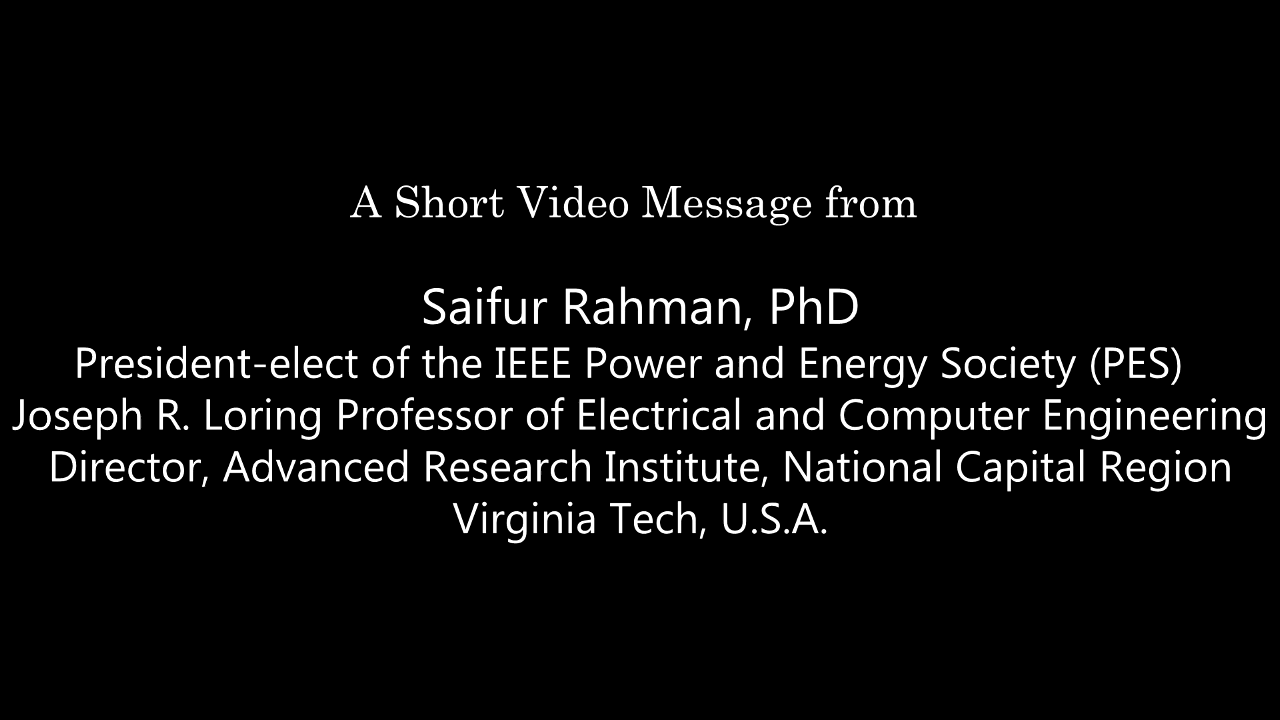 A Short Video Message from
Saifur Rahman, PhD
President-elect of the IEEE Power and Energy Society (PES)
Joseph R. Loring Professor of Electrical and Computer Engineering
Director, Advanced Research Institute, National Capital Region
Virginia Tech, U.S.A.